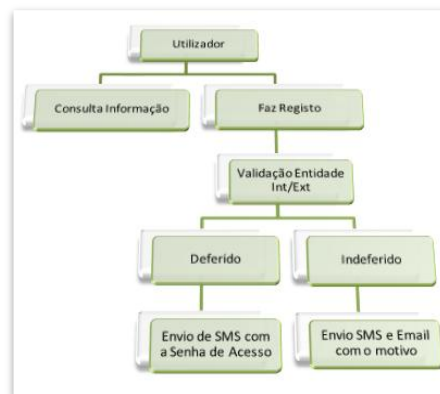 Utilizador
Consulta Informação
Faz Registo
Validação Entidade
Int/Ext
Deferido
Indeferido
Envio de SMS com
a Senha de Acesso
Envio SMS e Email
com o motivo